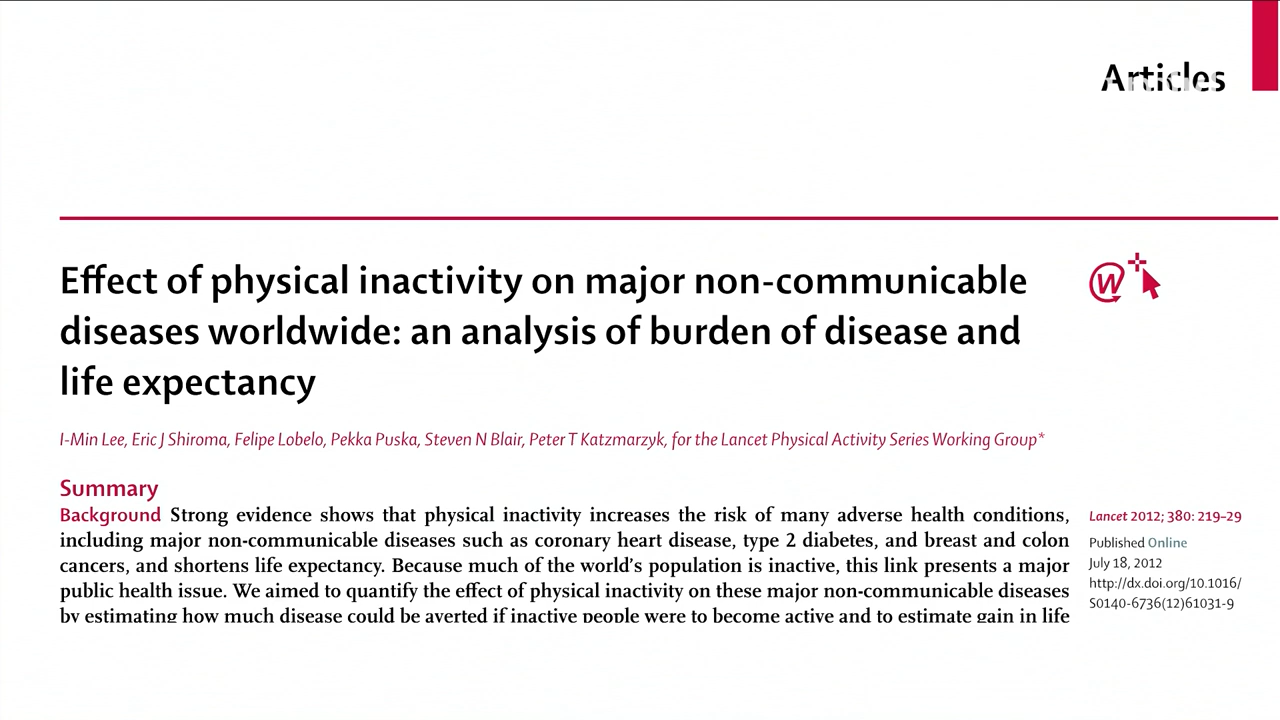 Articles
Effect of physical inactivity on major non-communicable
diseases worldwide: an analysis of burden of disease and
life expectancy
I-Min Lee, Eric J Shiroma, Felipe Lobelo, Pekka Puska, Steven N Blair, Peter T Katzmarzyk, for the Lancet Physical Activity Series Working Group*
Summary
Background Strong evidence shows that physical inactivity increases the risk of many adverse health conditions,
including major non-communicable diseases such as coronary heart disease, type 2 diabetes, and breast and colon
cancers, and shortens life expectancy. Because much of the world's population is inactive, this link presents a major
public health issue. We aimed to quantify the effect of physical inactivity on these major non-communicable diseases
by estimating how much disease could be averted if inactive people were to become active and to estimate gain in life
Lancet 2012; 380: 219–29
Published Online
July 18, 2012
http://dx.doi.org/10.1016/
S0140-6736(12)61031-9